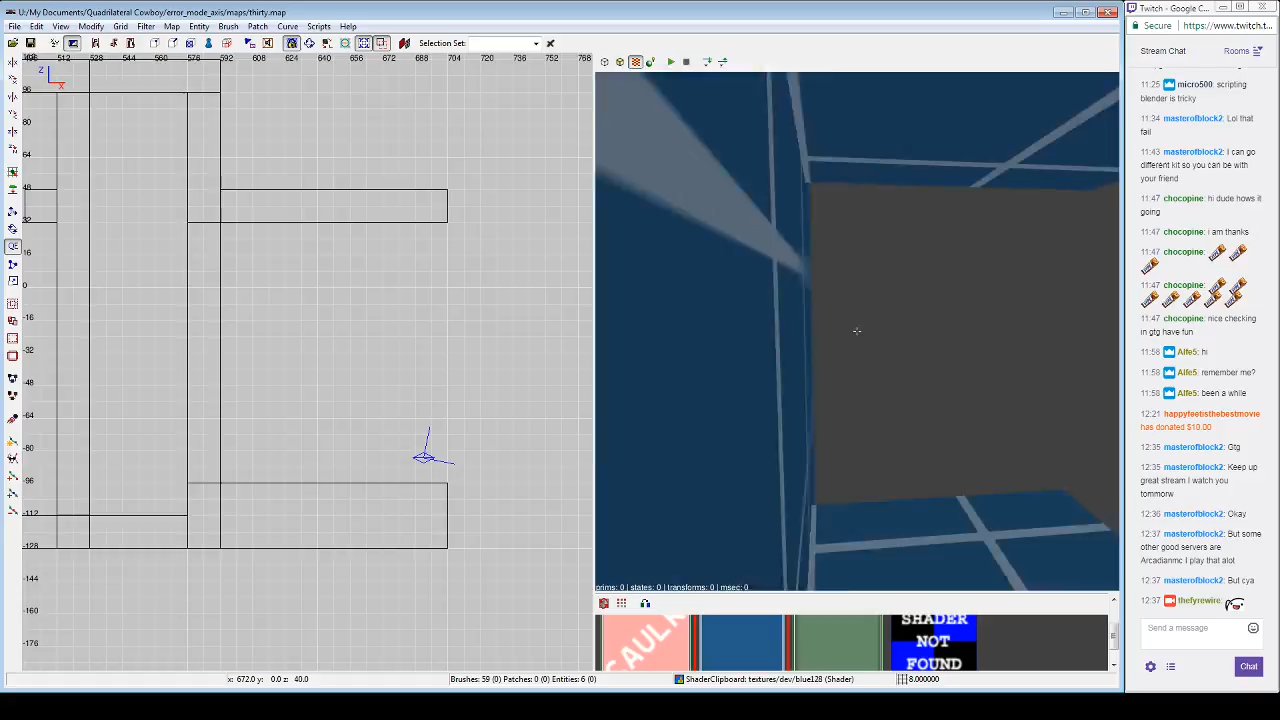 U:/My Documents/Quadrilateral Cowboy/error_mode_axis/maps/thirty.map
Twitch - Google C...
Secure https://www.twitch.t
File Edit View Modify Grid Filter Map Entity Brush Patch Curve Scripts Help
Selection Set:
Stream Chat Rooms
512 528 544 560 576 592 608 624 640 656 672 688 704 720 736 752 768
Z
X
96
80
64
48
32
16
0
-16
-32
-48
-64
-80
-96
-112
-128
-144
-160
-176
prims: 0 | states: 0 | transforms: 0 | msec: 0
CAULK
SHADER
NOT
FOUND
x: 672.0 y: 0.0 z: 40.0 Brushes: 59 (0) Patches: 0 (0) Entities: 6 (0) ShaderClipboard: textures/dev/blue128 (Shader) 8.000000
11:25 micro500: scripting
blender is tricky
11:34 masterofblock2: Lol that
fail
11:43 masterofblock2: I can go
different kit so you can be with
your friend
11:47 chocopine: hi dude hows it
going
11:47 chocopine: i am thanks
11:47 chocopine:
11:47 chocopine:
11:47 chocopine: nice checking
in gtg have fun
11:58 Alfe5: hi
11:58 Alfe5: remember me?
11:58 Alfe5: been a while
12:21 happyfeetisthebestmovie
has donated $10.00
12:35 masterofblock2: Gtg
12:35 masterofblock2: Keep up
great stream I watch you
tommorw
12:36 masterofblock2: Okay
12:37 masterofblock2: But some
other good servers are
Arcadianmc I play that alot
12:37 masterofblock2: But cya
12:37 thefyrewire:
Send a message
Chat